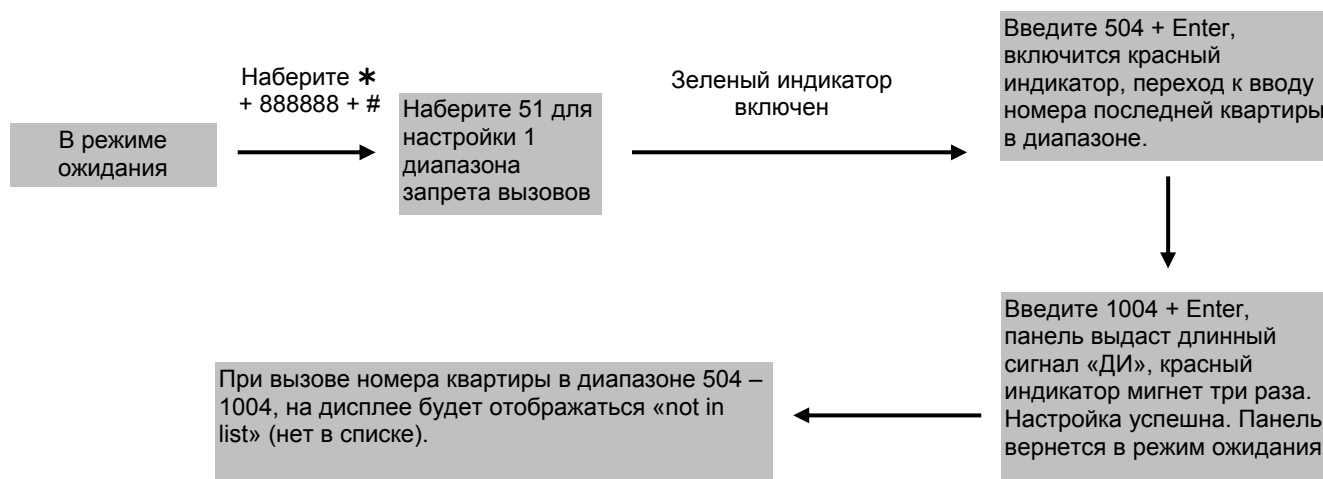 В режиме
ожидания
Наберите ∗
+ 888888 + #
Наберите 51 для
настройки 1
диапазона
запрета вызовов
Зеленый индикатор
включен
Введите 504 + Enter,
включится красный
индикатор, переход к вводу
номера последней квартиры
в диапазоне.
Введите 1004 + Enter,
панель выдаст длинный
сигнал «ДИ», красный
индикатор мигнет три раза.
Настройка успешна. Панель
вернется в режим ожидания
При вызове номера квартиры в диапазоне 504 –
1004, на дисплее будет отображаться «not in
list» (нет в списке).